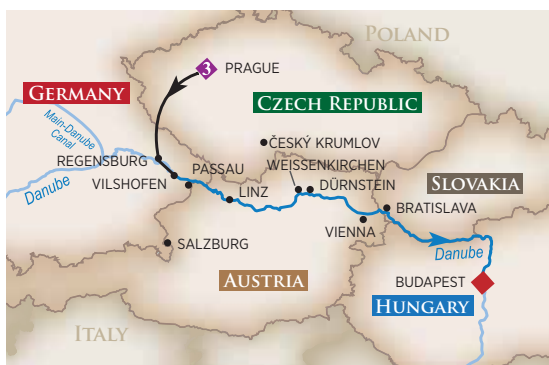 POLAND
3
PRAGUE
GERMANY
CZECH REPUBLIC
Main-Danube
Canal
ČESKÝ KRUMLOV
REGENSBURG
PASSAU
WEISSENKIRCHEN
VILSHOFEN
DÜRNSTEIN
SLOVAKIA
Danube
LINZ
BRATISLAVA
VIENNA
SALZBURG
Danube
AUSTRIA
BUDAPEST
HUNGARY
ITALY